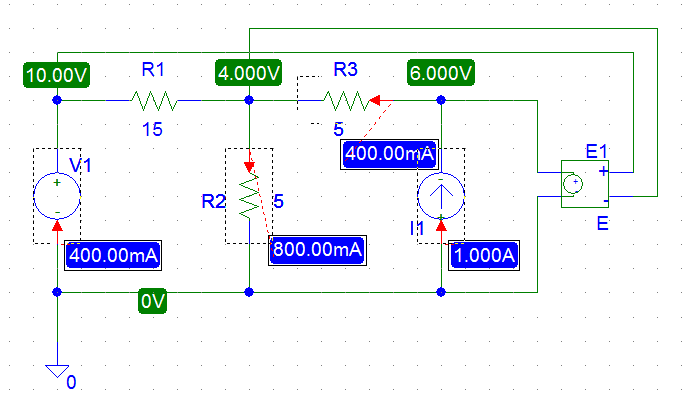 10.00V
R1
4.000V
R3
6.000V
15
5
400.00mA
E1
+
-
E
V1
+
-
R2
5
-
+
I1
+
-
400.00mA
800.00mA
1.000A
0V
0